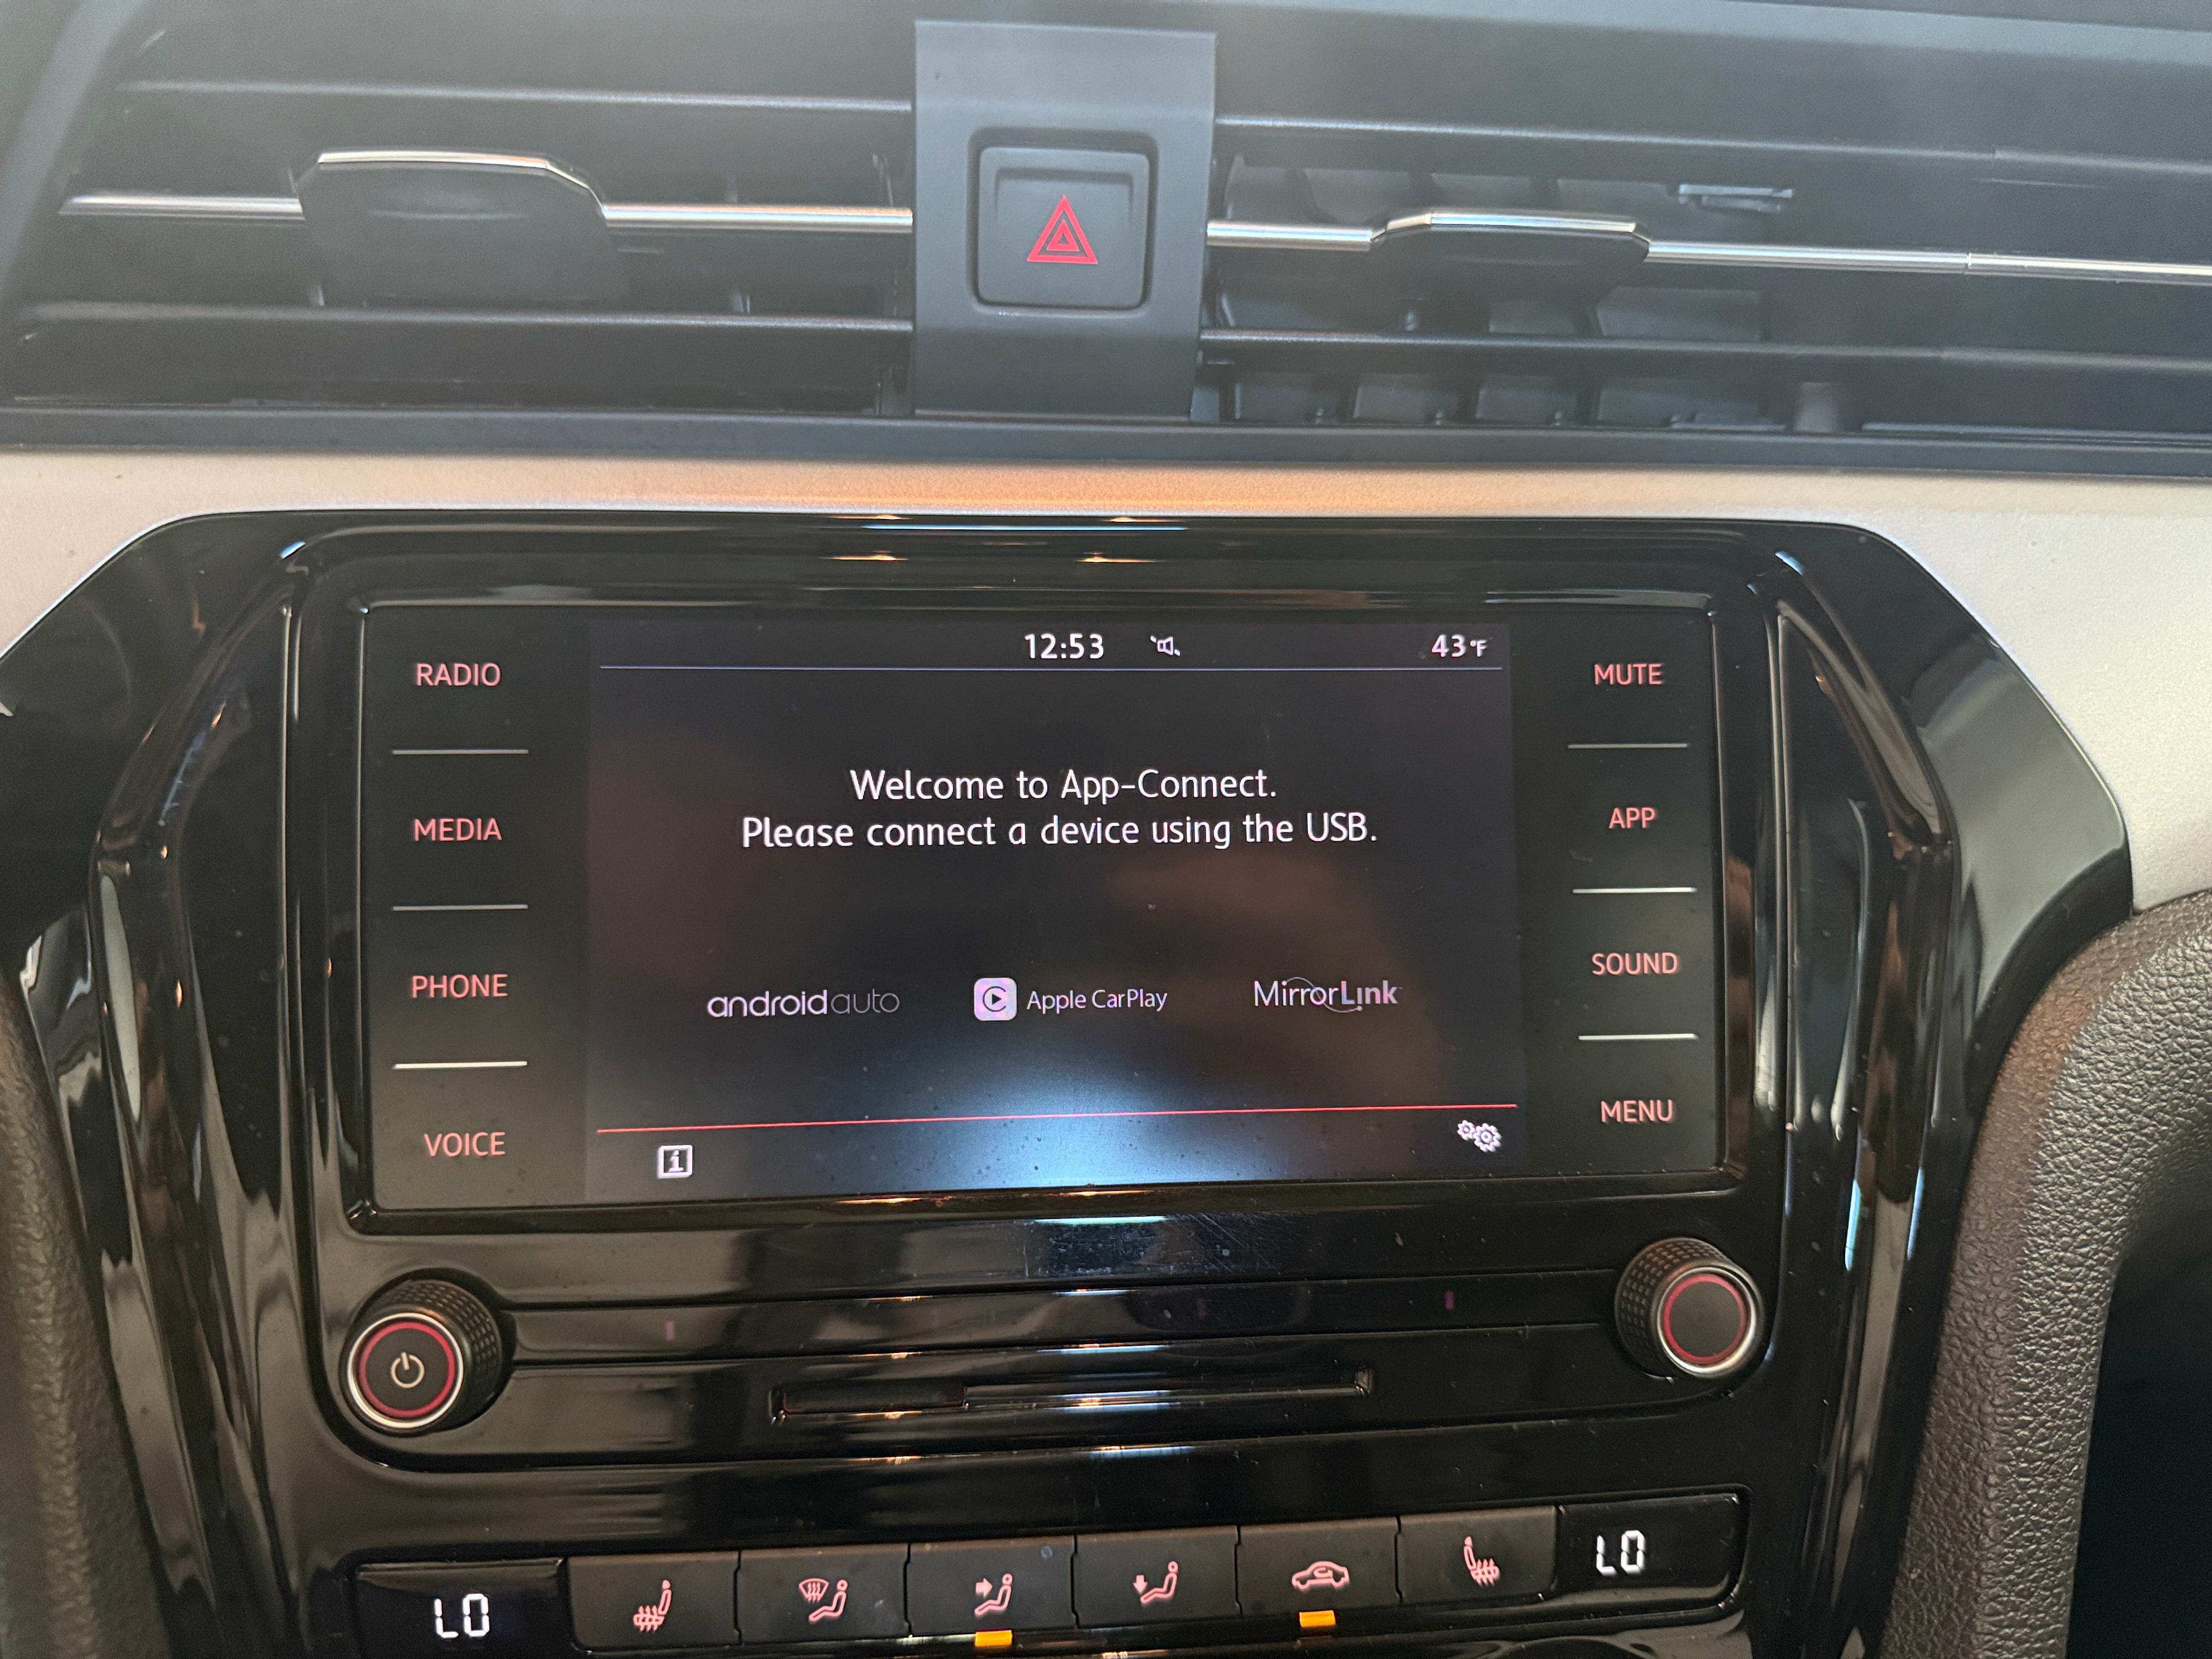 12:53 43°F
RADIO
MEDIA
PHONE
VOICE
Welcome to App-Connect.
Please connect a device using the USB.
androidauto Apple CarPlay MirrorLink
i
MUTE
APP
SOUND
MENU
LO LO